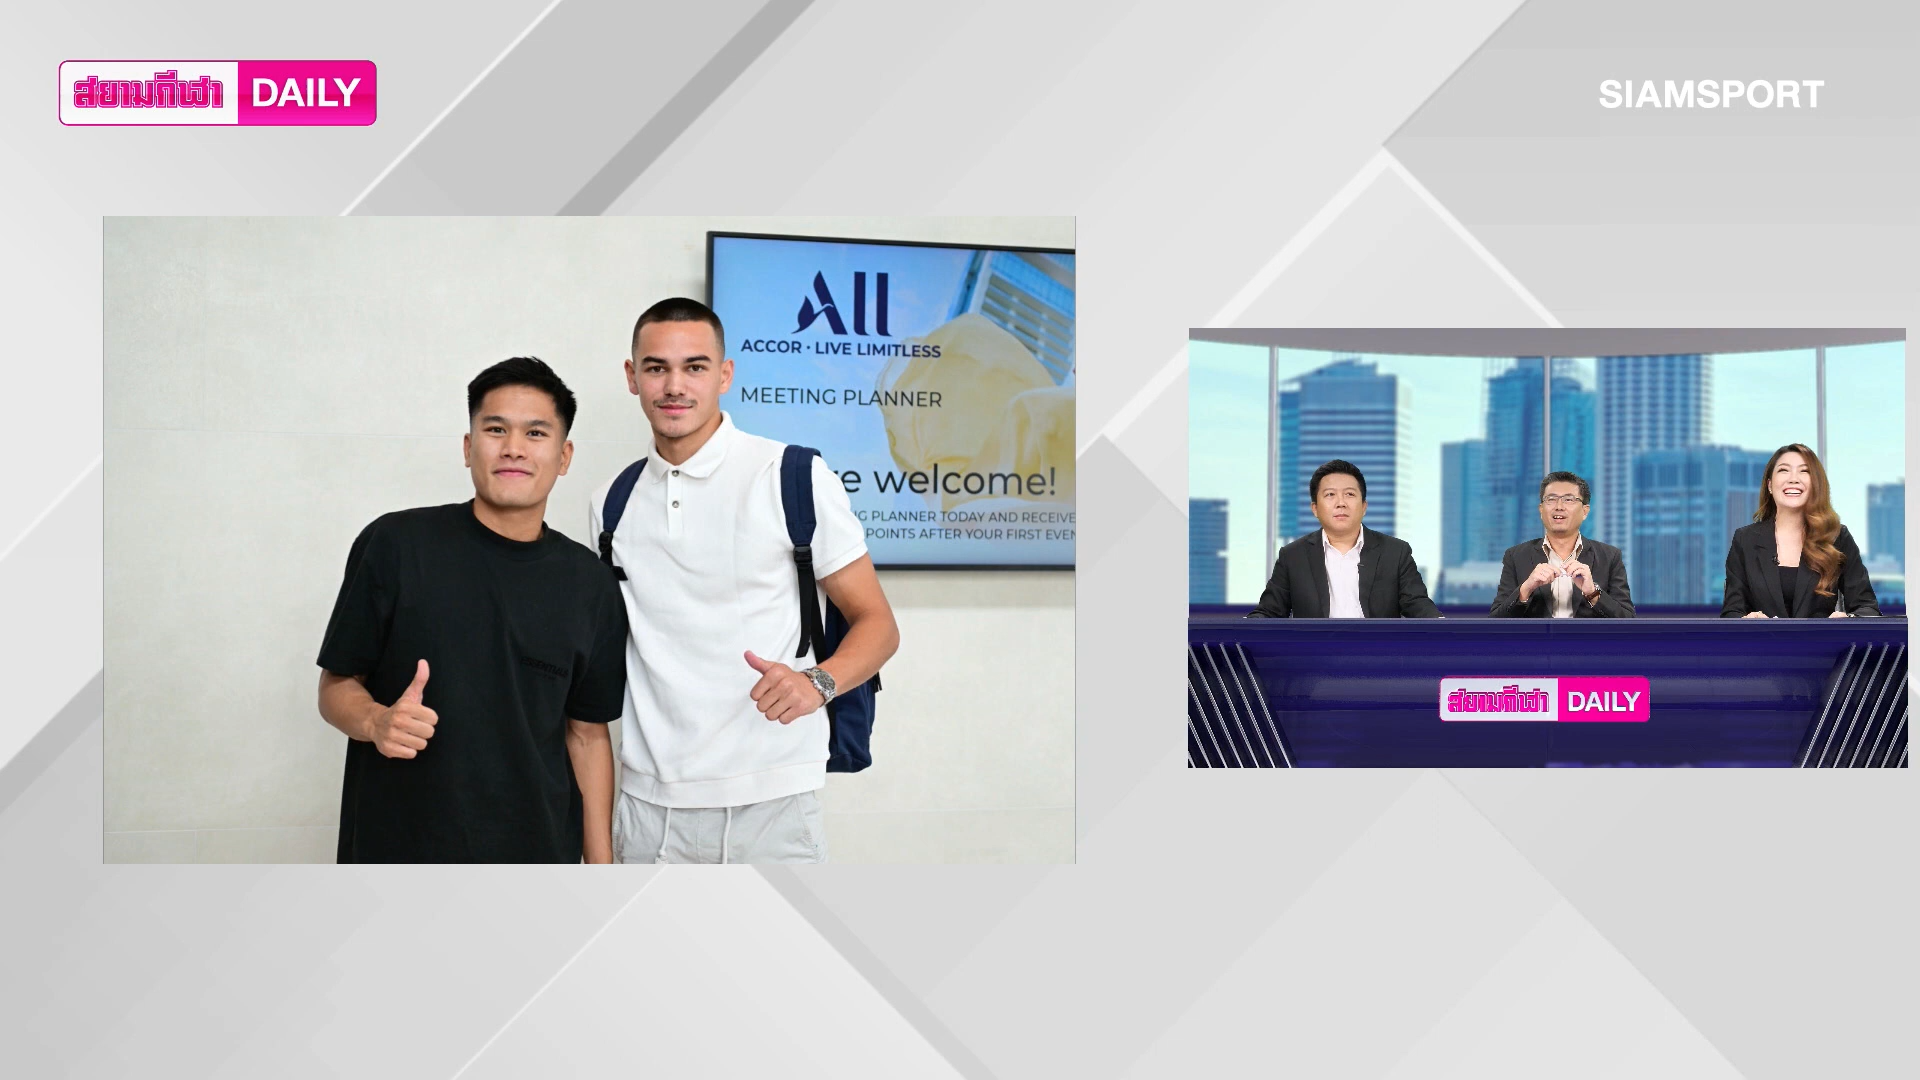 สยามกีฬา DAILY
SIAMSPORT
All
ACCOR · LIVE LIMITLESS
MEETING PLANNER
e welcome!
PLANNER TODAY AND RECEIVE
POINTS AFTER YOUR FIRST EVEN
สยามกีฬา DAILY